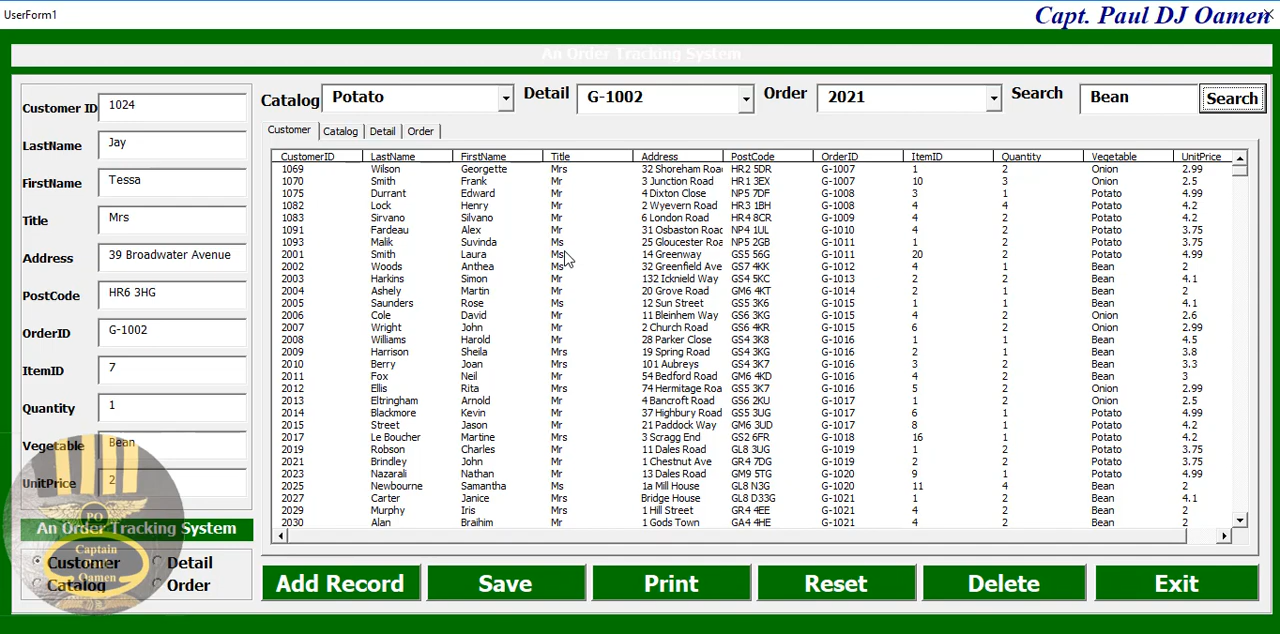 UserForm1
Capt. Paul DJ Oamen
An Order Tracking System
Customer ID 1024
LastName Jay
FirstName Tessa
Title Mrs
Address 39 Broadwater Avenue
PostCode HR6 3HG
OrderID G-1002
ItemID 7
Quantity 1
Vegetable Bean
UnitPrice 2
An Order Tracking System
Customer Detail
Catalog Order
PO
Captain
Oamen
Catalog Potato Detail G-1002 Order 2021 Search Bean Search
Customer Catalog Detail Order
CustomerID LastName FirstName Title Address PostCode OrderID ItemID Quantity Vegetable UnitPrice
1069 Wilson Georgette Mrs 32 Shoreham Road HR2 5DR G-1007 1 2 Onion 2.99
1070 Smith Frank Mr 3 Junction Road HR1 3EX G-1007 10 3 Onion 2.5
1075 Durrant Edward Mr 4 Dixton Close NP5 7DF G-1008 3 1 Potato 4.99
1082 Lock Henry Mr 2 Wyevern Road HR3 1BH G-1008 4 4 Potato 4.2
1083 Sirvano Silvano Mr 6 London Road HR4 8CR G-1009 4 2 Potato 4.2
1091 Fardeau Alex Mr 31 Osbaston Road NP4 1UL G-1010 4 2 Potato 3.75
1093 Malik Suvinda Ms 25 Gloucester Roa NP5 2GB G-1011 1 2 Potato 3.75
2001 Smith Laura Ms 14 Greenway GS5 56G G-1011 20 2 Potato 4.99
2002 Woods Anthea Ms 32 Greenfield Ave GS7 4KK G-1012 4 1 Bean 2
2003 Harkins Simon Mr 132 Icknield Way GS4 5KC G-1013 2 2 Bean 4.1
2004 Ashely Martin Mr 20 Grove Road GM6 4KT G-1014 2 1 Bean 2
2005 Saunders Rose Ms 12 Sun Street GS5 3K6 G-1015 1 1 Bean 4.1
2006 Cole David Mr 11 Bleinhem Way GS6 3KG G-1015 4 2 Onion 2.6
2007 Wright John Mr 2 Church Road GS6 4KR G-1015 6 2 Onion 2.99
2008 Williams Harold Mr 28 Parker Close GS4 3K8 G-1016 1 1 Bean 4.5
2009 Harrison Sheila Mrs 19 Spring Road GS4 3KG G-1016 1 2 Bean 3.8
2010 Berry Joan Mrs 101 Aubreys GS4 3K7 G-1016 3 2 Bean 3.3
2011 Fox Neil Mr 54 Bedford Road GM6 4KD G-1016 4 2 Bean 3
2012 Ellis Rita Mrs 74 Hermitage Roa GS5 3K7 G-1016 5 2 Onion 2.99
2013 Eltringham Arnold Mr 4 Bancroft Road GS6 2KU G-1017 1 2 Onion 2.5
2014 Blackmore Kevin Mr 37 Highbury Road GS5 3UG G-1017 6 1 Potato 4.99
2015 Street Jason Mr 21 Paddock Way GM6 3UD G-1017 8 1 Potato 4.2
2017 Le Boucher Martine Mrs 3 Scragg End GS2 6FR G-1018 16 1 Potato 4.2
2019 Robson Charles Mr 11 Dales Road GL8 3UG G-1019 1 2 Potato 3.75
2021 Brindley John Mr 1 Chestnut Ave GR4 7DG G-1019 2 2 Potato 3.75
2023 Nazarali Nathan Mr 13 Dales Road GM9 5TG G-1020 9 2 Potato 4.99
2025 Newbourne Samantha Ms 1a Mill House GL8 N3G G-1020 11 4 Bean 2
2027 Carter Janice Mrs Bridge House GL8 D33G G-1021 1 2 Bean 4.1
2029 Murphy Iris Mrs 1 Hill Street GR4 4EE G-1021 4 2 Bean 2
2030 Alan Braihim Mr 1 Gods Town GA4 4HE G-1021 4 2 Bean 2
Add Record Save Print Reset Delete Exit